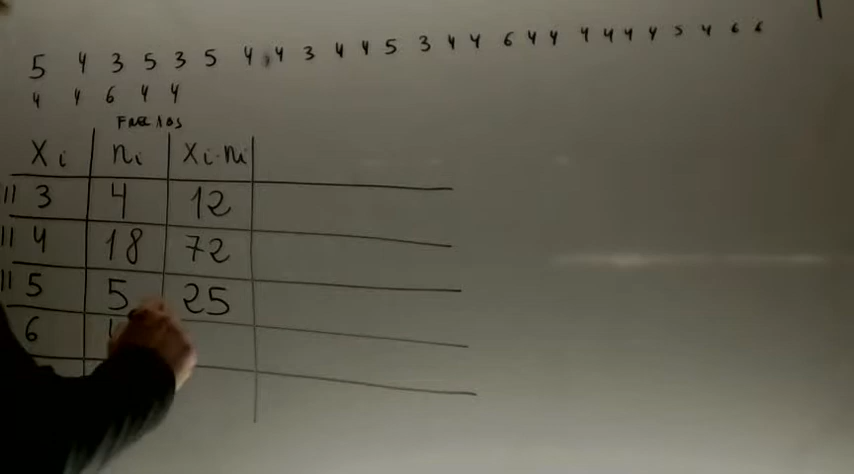 5 4 3 5 3 5 4 , 4 3 4 4 5 3 4 4 6 4 4 4 4 4 4 5 4 6 6
4 4 6 4 4
FREC ABS
Xi ni Xi·ni
3 4 12
4 18 72
5 5 25
6